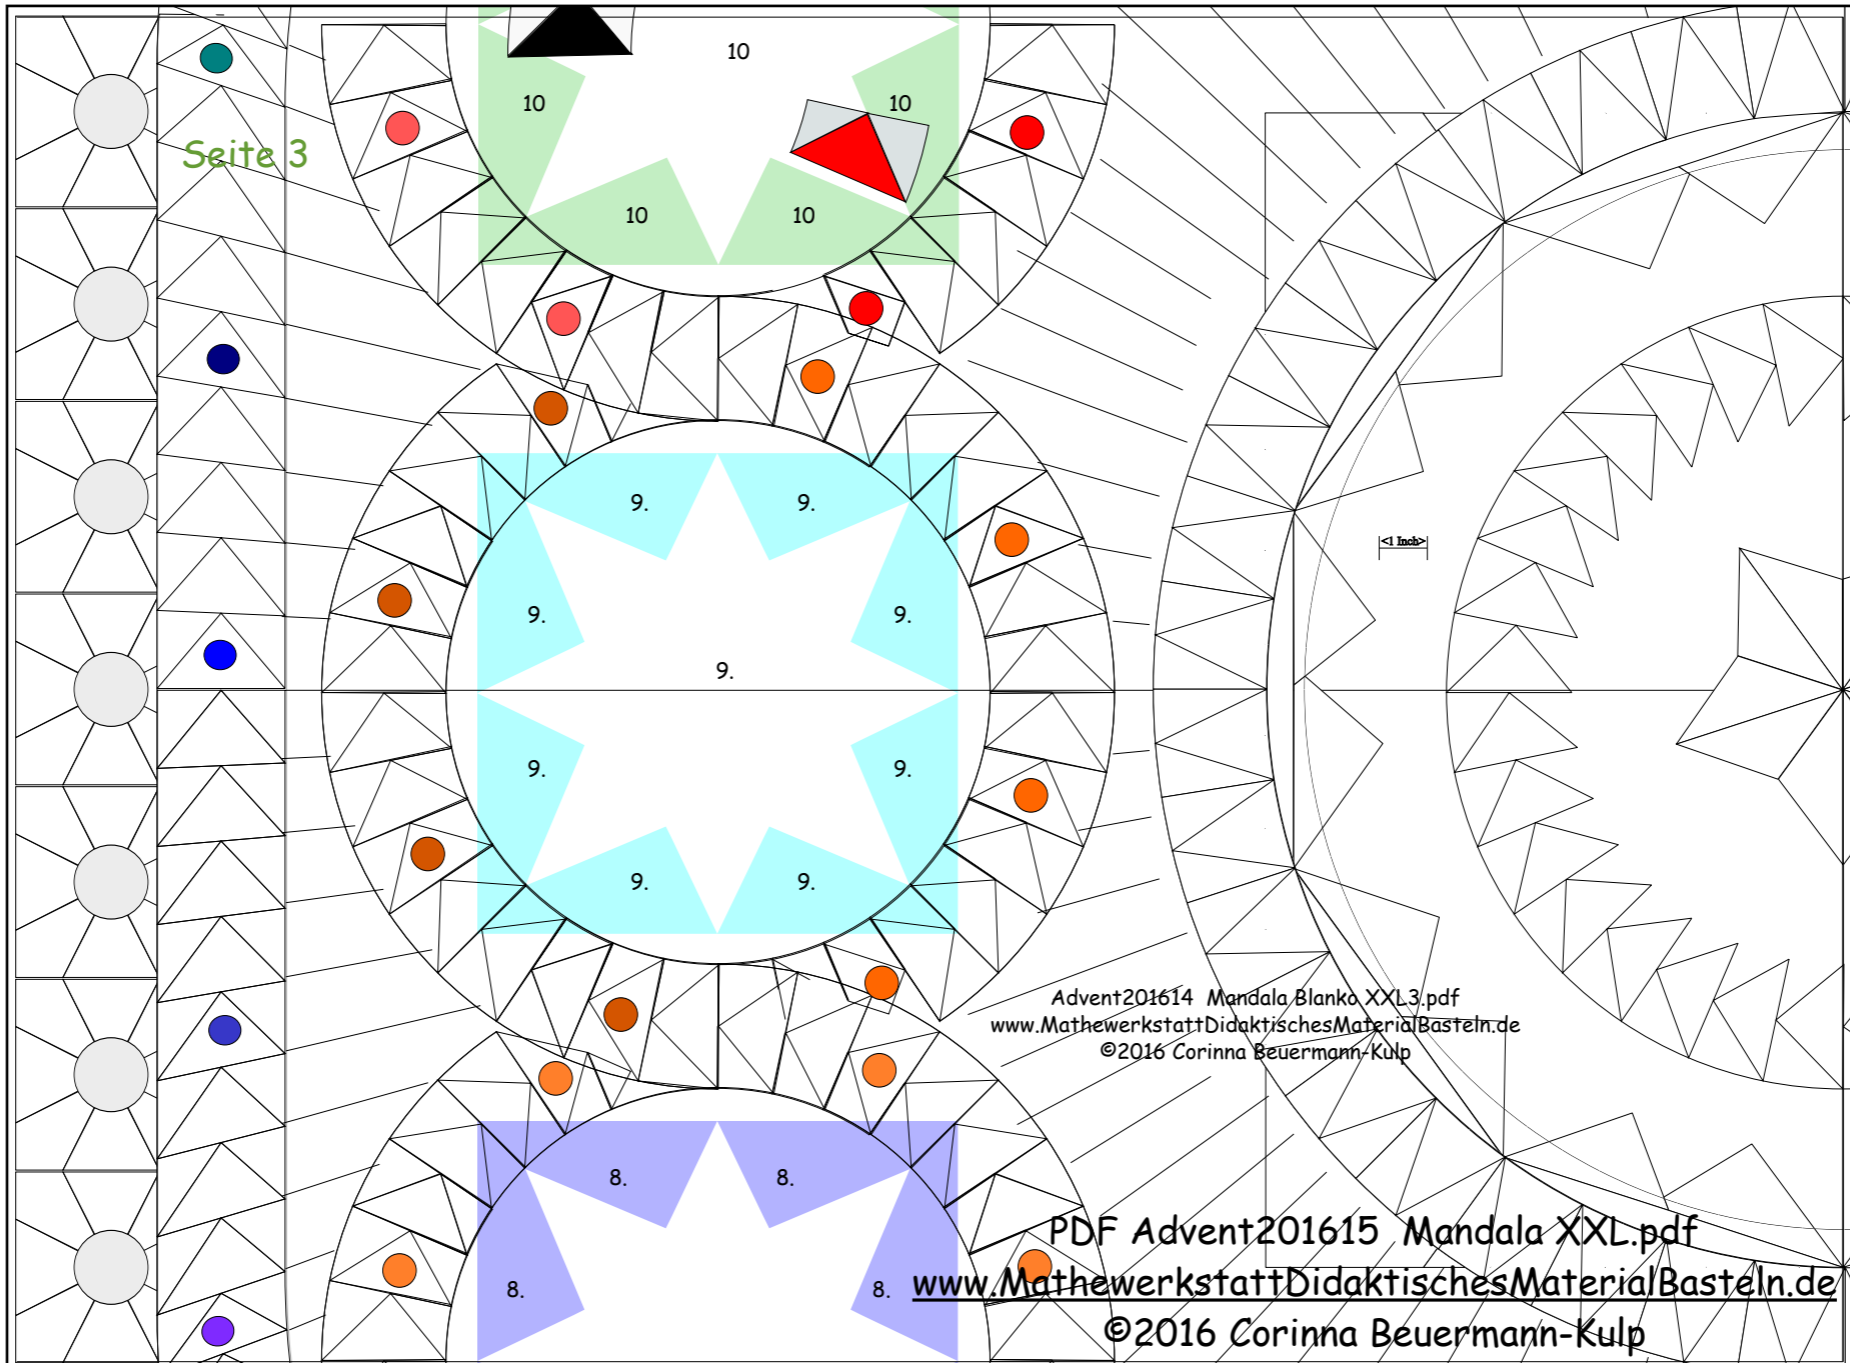 10
10
10
Seite 3
10
10
9.
9.
<1 Inch>
9.
9.
9.
9.
9.
9.
9.
Advent201614 Mandala Blanko XXL3.pdf
www.MathewerkstattDidaktischesMaterialBasteln.de
©2016 Corinna Beuermann-Kulp
8.
8.
PDF Advent201615 Mandala XXL.pdf
8.
8.
www.MathewerkstattDidaktischesMaterialBasteln.de
©2016 Corinna Beuermann-Kulp